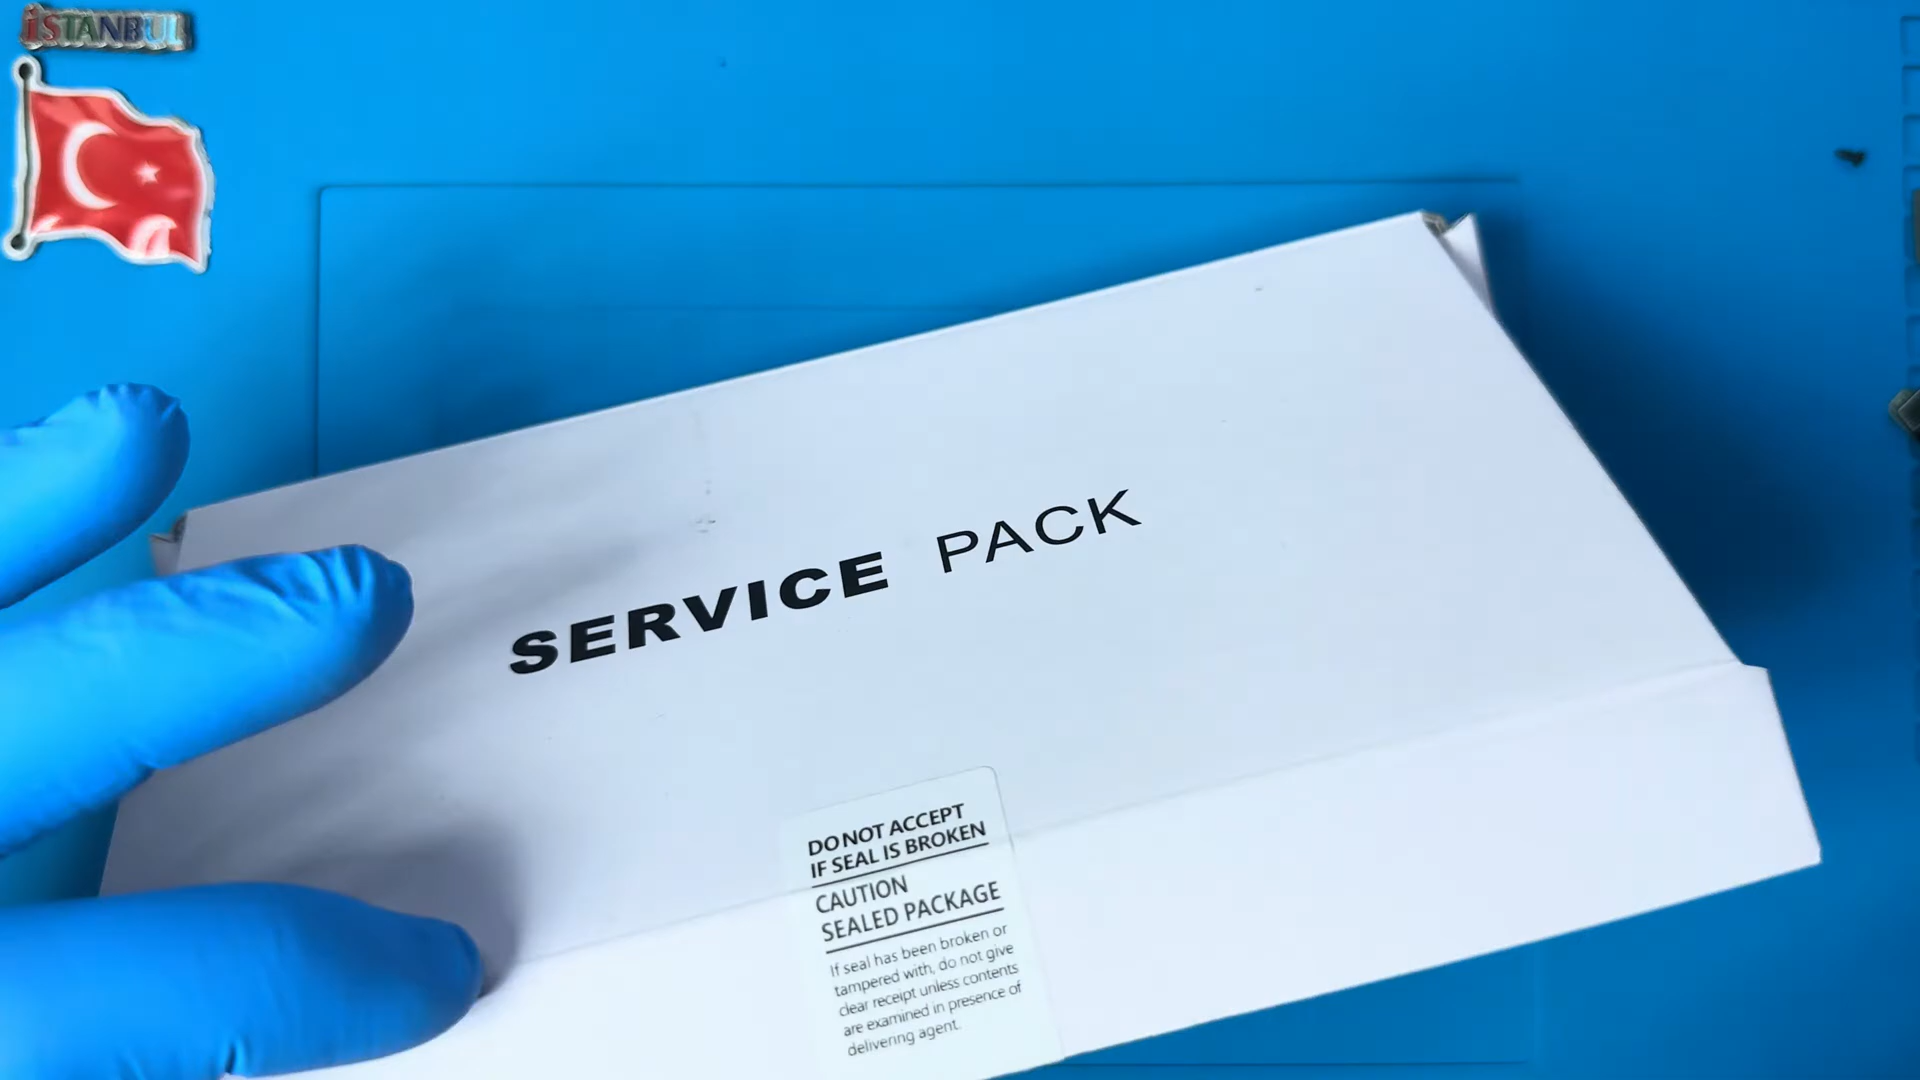 İSTANBUL
SERVICE PACK
DO NOT ACCEPT
IF SEAL IS BROKEN
CAUTION
SEALED PACKAGE
If seal has been broken or
tampered with, do not give
clear receipt unless contents
are examined in presence of
delivering agent.